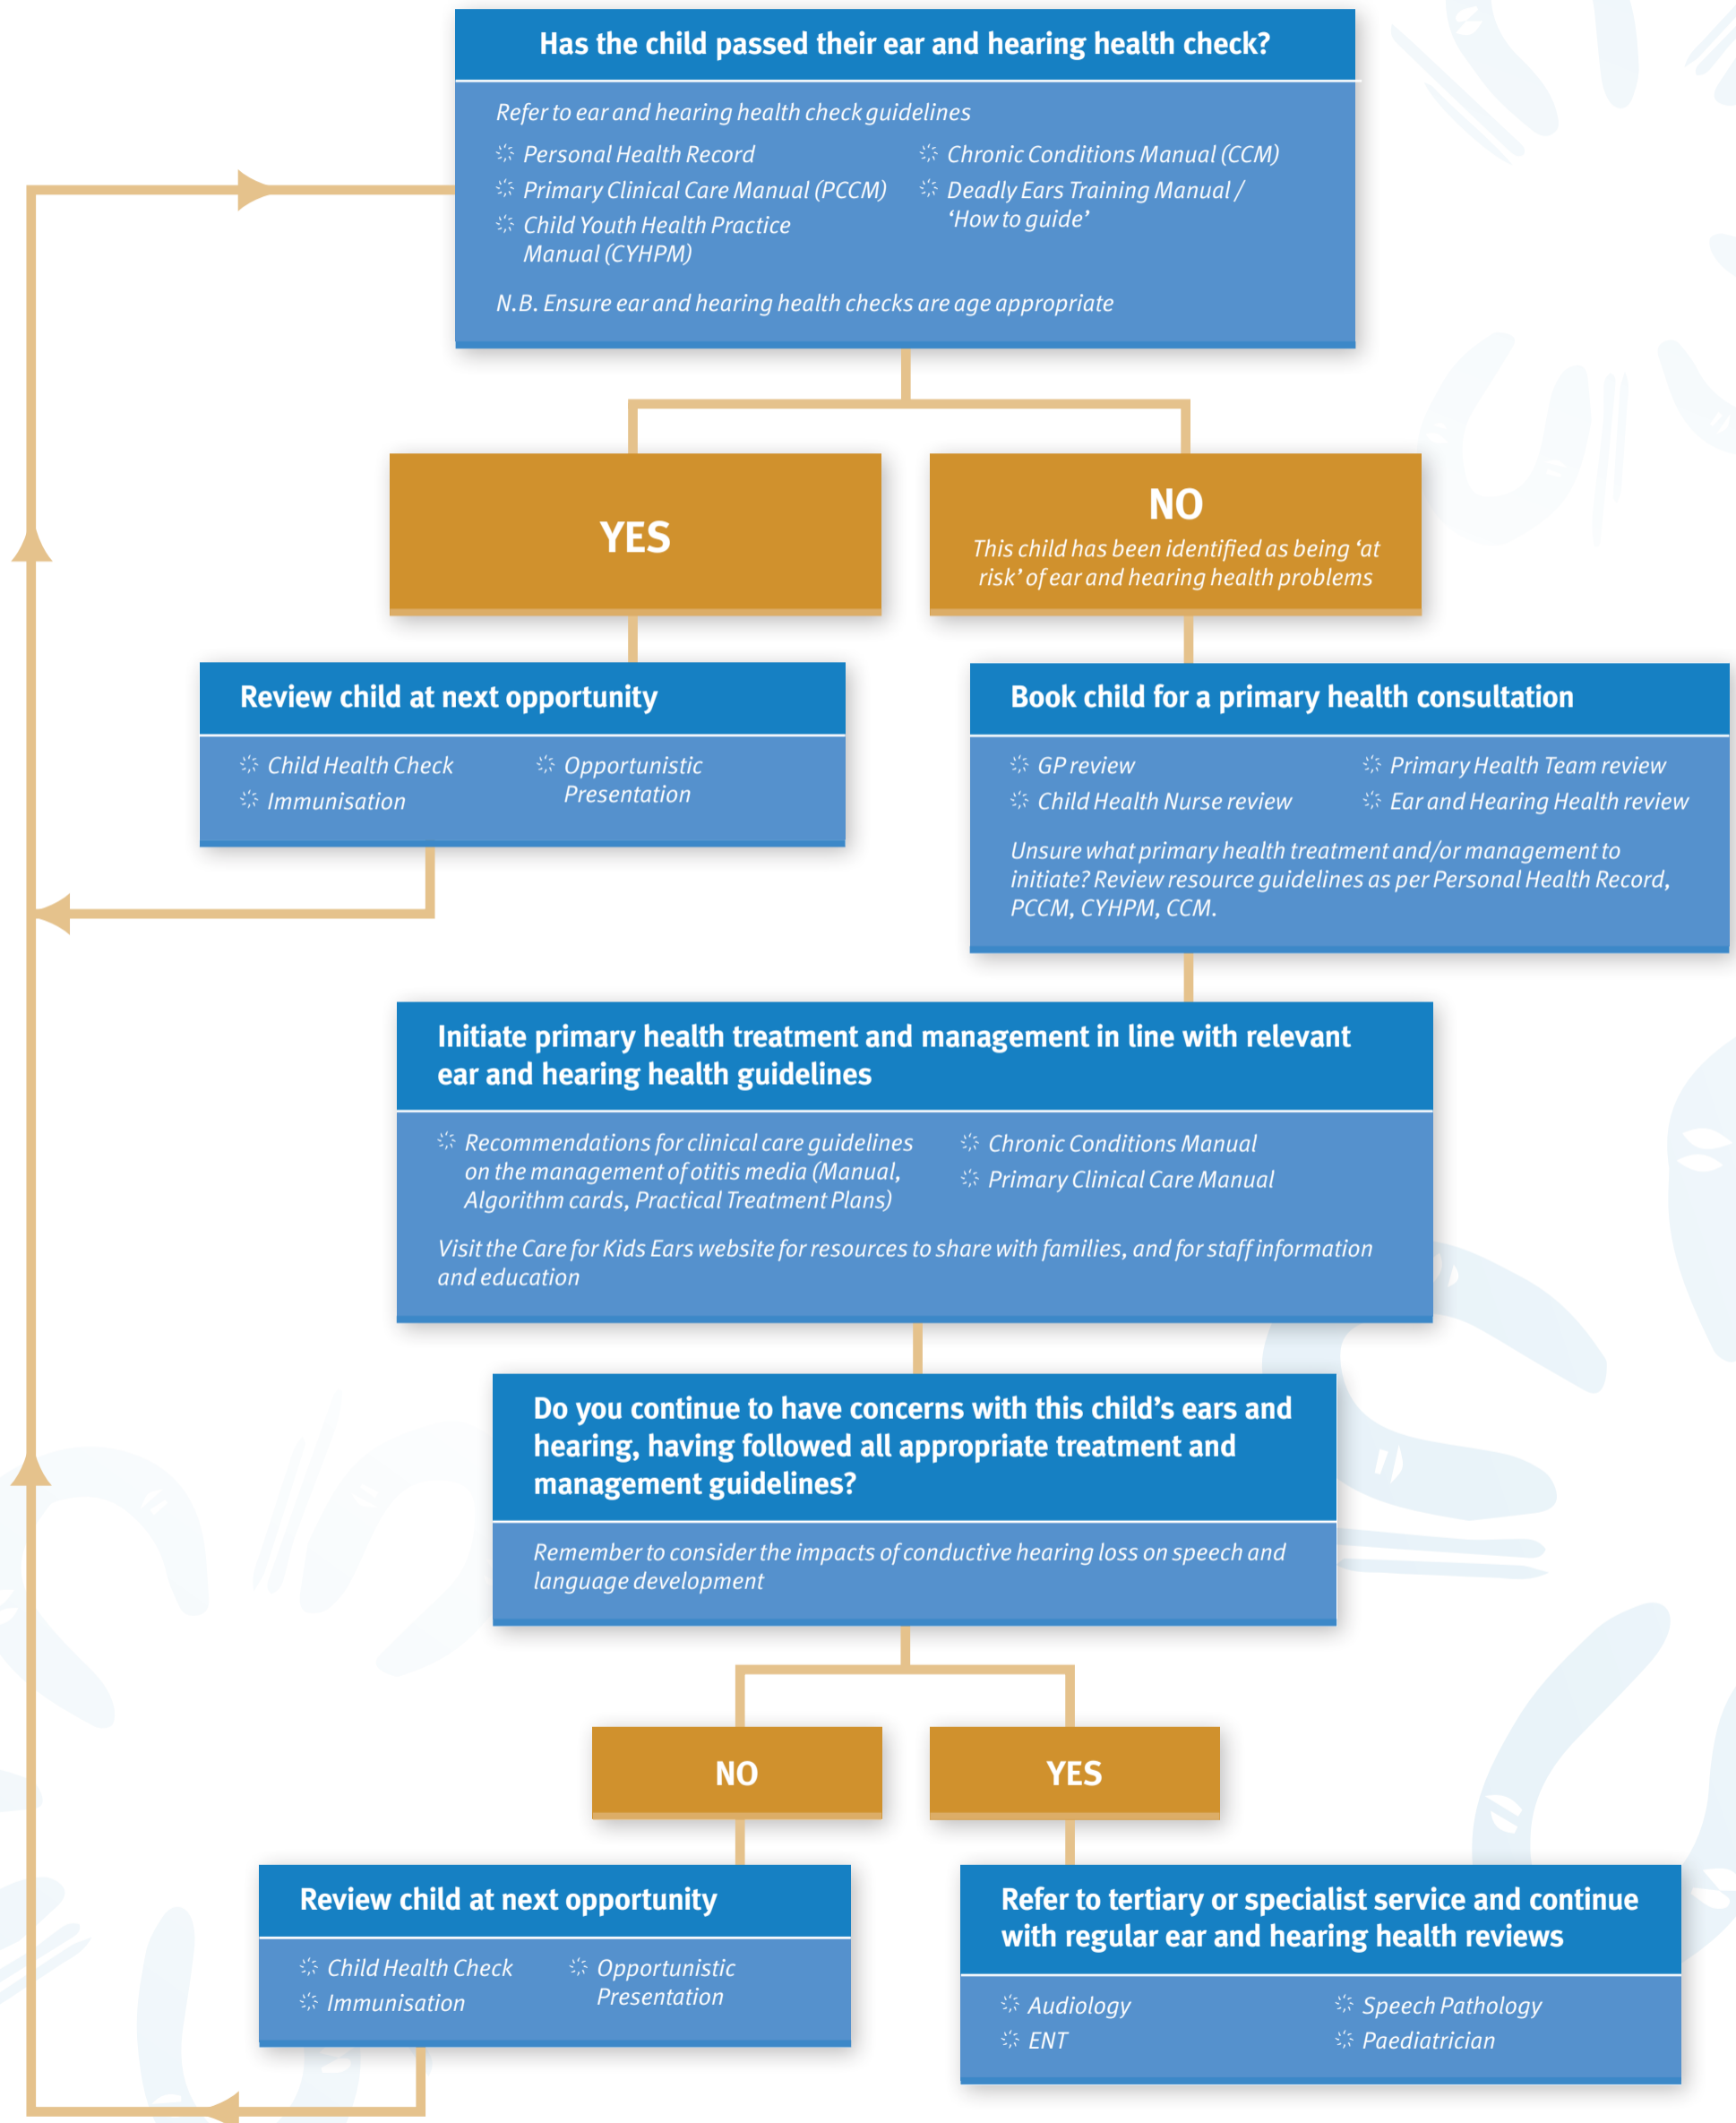 Has the child passed their ear and hearing health check?
Refer to ear and hearing health check guidelines
Personal Health Record
Primary Clinical Care Manual (PCCM)
Child Youth Health Practice
Manual (CYHPM)
Chronic Conditions Manual (CCM)
Deadly Ears Training Manual /
‘How to guide’
N.B. Ensure ear and hearing health checks are age appropriate
YES
NO
This child has been identified as being ‘at
risk’ of ear and hearing health problems
Review child at next opportunity
Child Health Check
Immunisation
Opportunistic
Presentation
Book child for a primary health consultation
GP review
Child Health Nurse review
Primary Health Team review
Ear and Hearing Health review
Unsure what primary health treatment and/or management to
initiate? Review resource guidelines as per Personal Health Record,
PCCM, CYHPM, CCM.
Initiate primary health treatment and management in line with relevant
ear and hearing health guidelines
Recommendations for clinical care guidelines
on the management of otitis media (Manual,
Algorithm cards, Practical Treatment Plans)
Chronic Conditions Manual
Primary Clinical Care Manual
Visit the Care for Kids Ears website for resources to share with families, and for staff information
and education
Do you continue to have concerns with this child’s ears and
hearing, having followed all appropriate treatment and
management guidelines?
Remember to consider the impacts of conductive hearing loss on speech and
language development
NO
YES
Review child at next opportunity
Child Health Check
Immunisation
Opportunistic
Presentation
Refer to tertiary or specialist service and continue
with regular ear and hearing health reviews
Audiology
ENT
Speech Pathology
Paediatrician